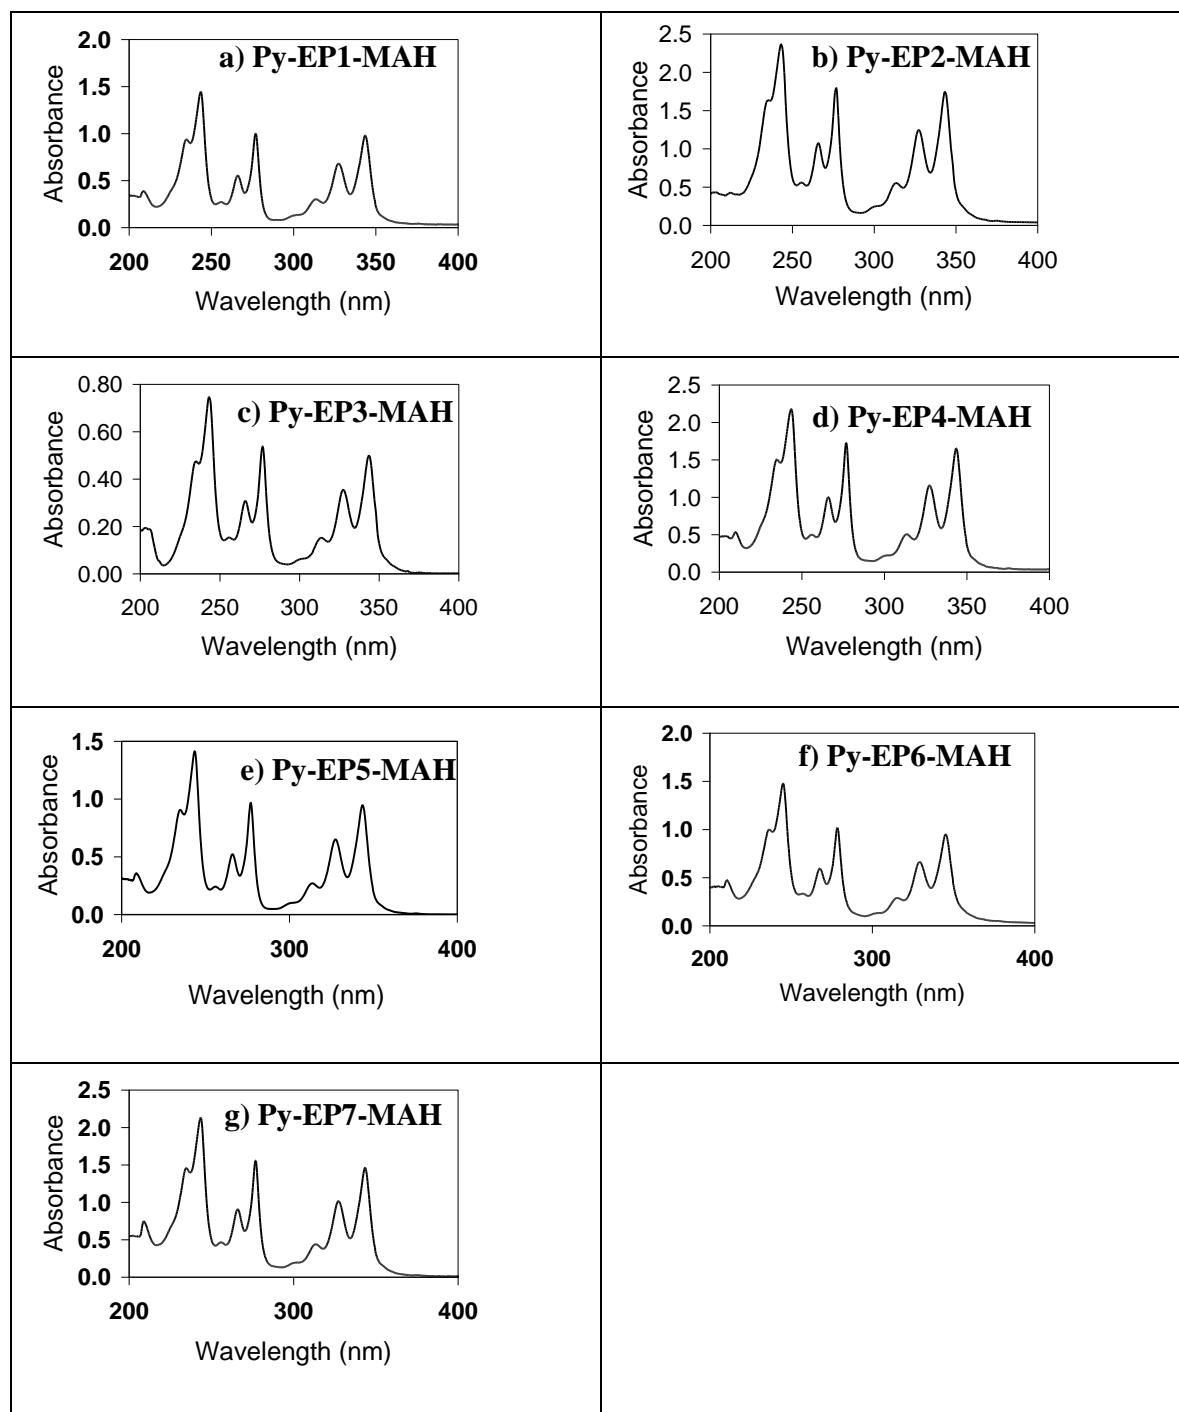 a) Py-EP1-MAH
Absorbance
2.0
1.5
1.0
0.5
0.0
200 250 300 350 400
Wavelength (nm)
b) Py-EP2-MAH
Absorbance
2.5
2.0
1.5
1.0
0.5
0.0
200 250 300 350 400
Wavelength (nm)
c) Py-EP3-MAH
Absorbance
0.80
0.60
0.40
0.20
0.00
200 250 300 350 400
Wavelength (nm)
d) Py-EP4-MAH
Absorbance
2.5
2.0
1.5
1.0
0.5
0.0
200 250 300 350 400
Wavelength (nm)
e) Py-EP5-MAH
Absorbance
1.5
1.0
0.5
0.0
200 300 400
Wavelength (nm)
f) Py-EP6-MAH
Absorbance
2.0
1.5
1.0
0.5
0.0
200 300 400
Wavelength (nm)
g) Py-EP7-MAH
Absorbance
2.5
2.0
1.5
1.0
0.5
0.0
200 300 400
Wavelength (nm)